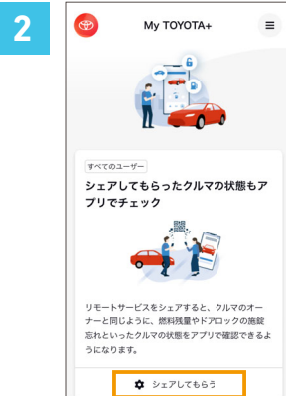 2
My TOYOTA+
すべてのユーザー
シェアしてもらったクルマの状態もア
プリでチェック
リモートサービスをシェアすると、クルマのオー
ナーと同じように、燃料残量やドアロックの施錠
忘れといったクルマの状態をアプリで確認できるよ
うになります。
シェアしてもらう